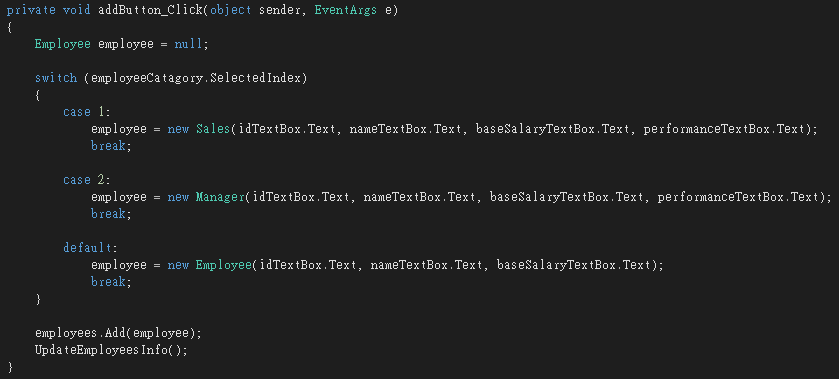 private void addButton_Click(object sender, EventArgs e)
{
    Employee employee = null;

    switch (employeeCatagory.SelectedIndex)
    {
        case 1:
            employee = new Sales(idTextBox.Text, nameTextBox.Text, baseSalaryTextBox.Text, performanceTextBox.Text);
            break;

        case 2:
            employee = new Manager(idTextBox.Text, nameTextBox.Text, baseSalaryTextBox.Text, performanceTextBox.Text);
            break;

        default:
            employee = new Employee(idTextBox.Text, nameTextBox.Text, baseSalaryTextBox.Text);
            break;
    }

    employees.Add(employee);
    UpdateEmployeesInfo();
}